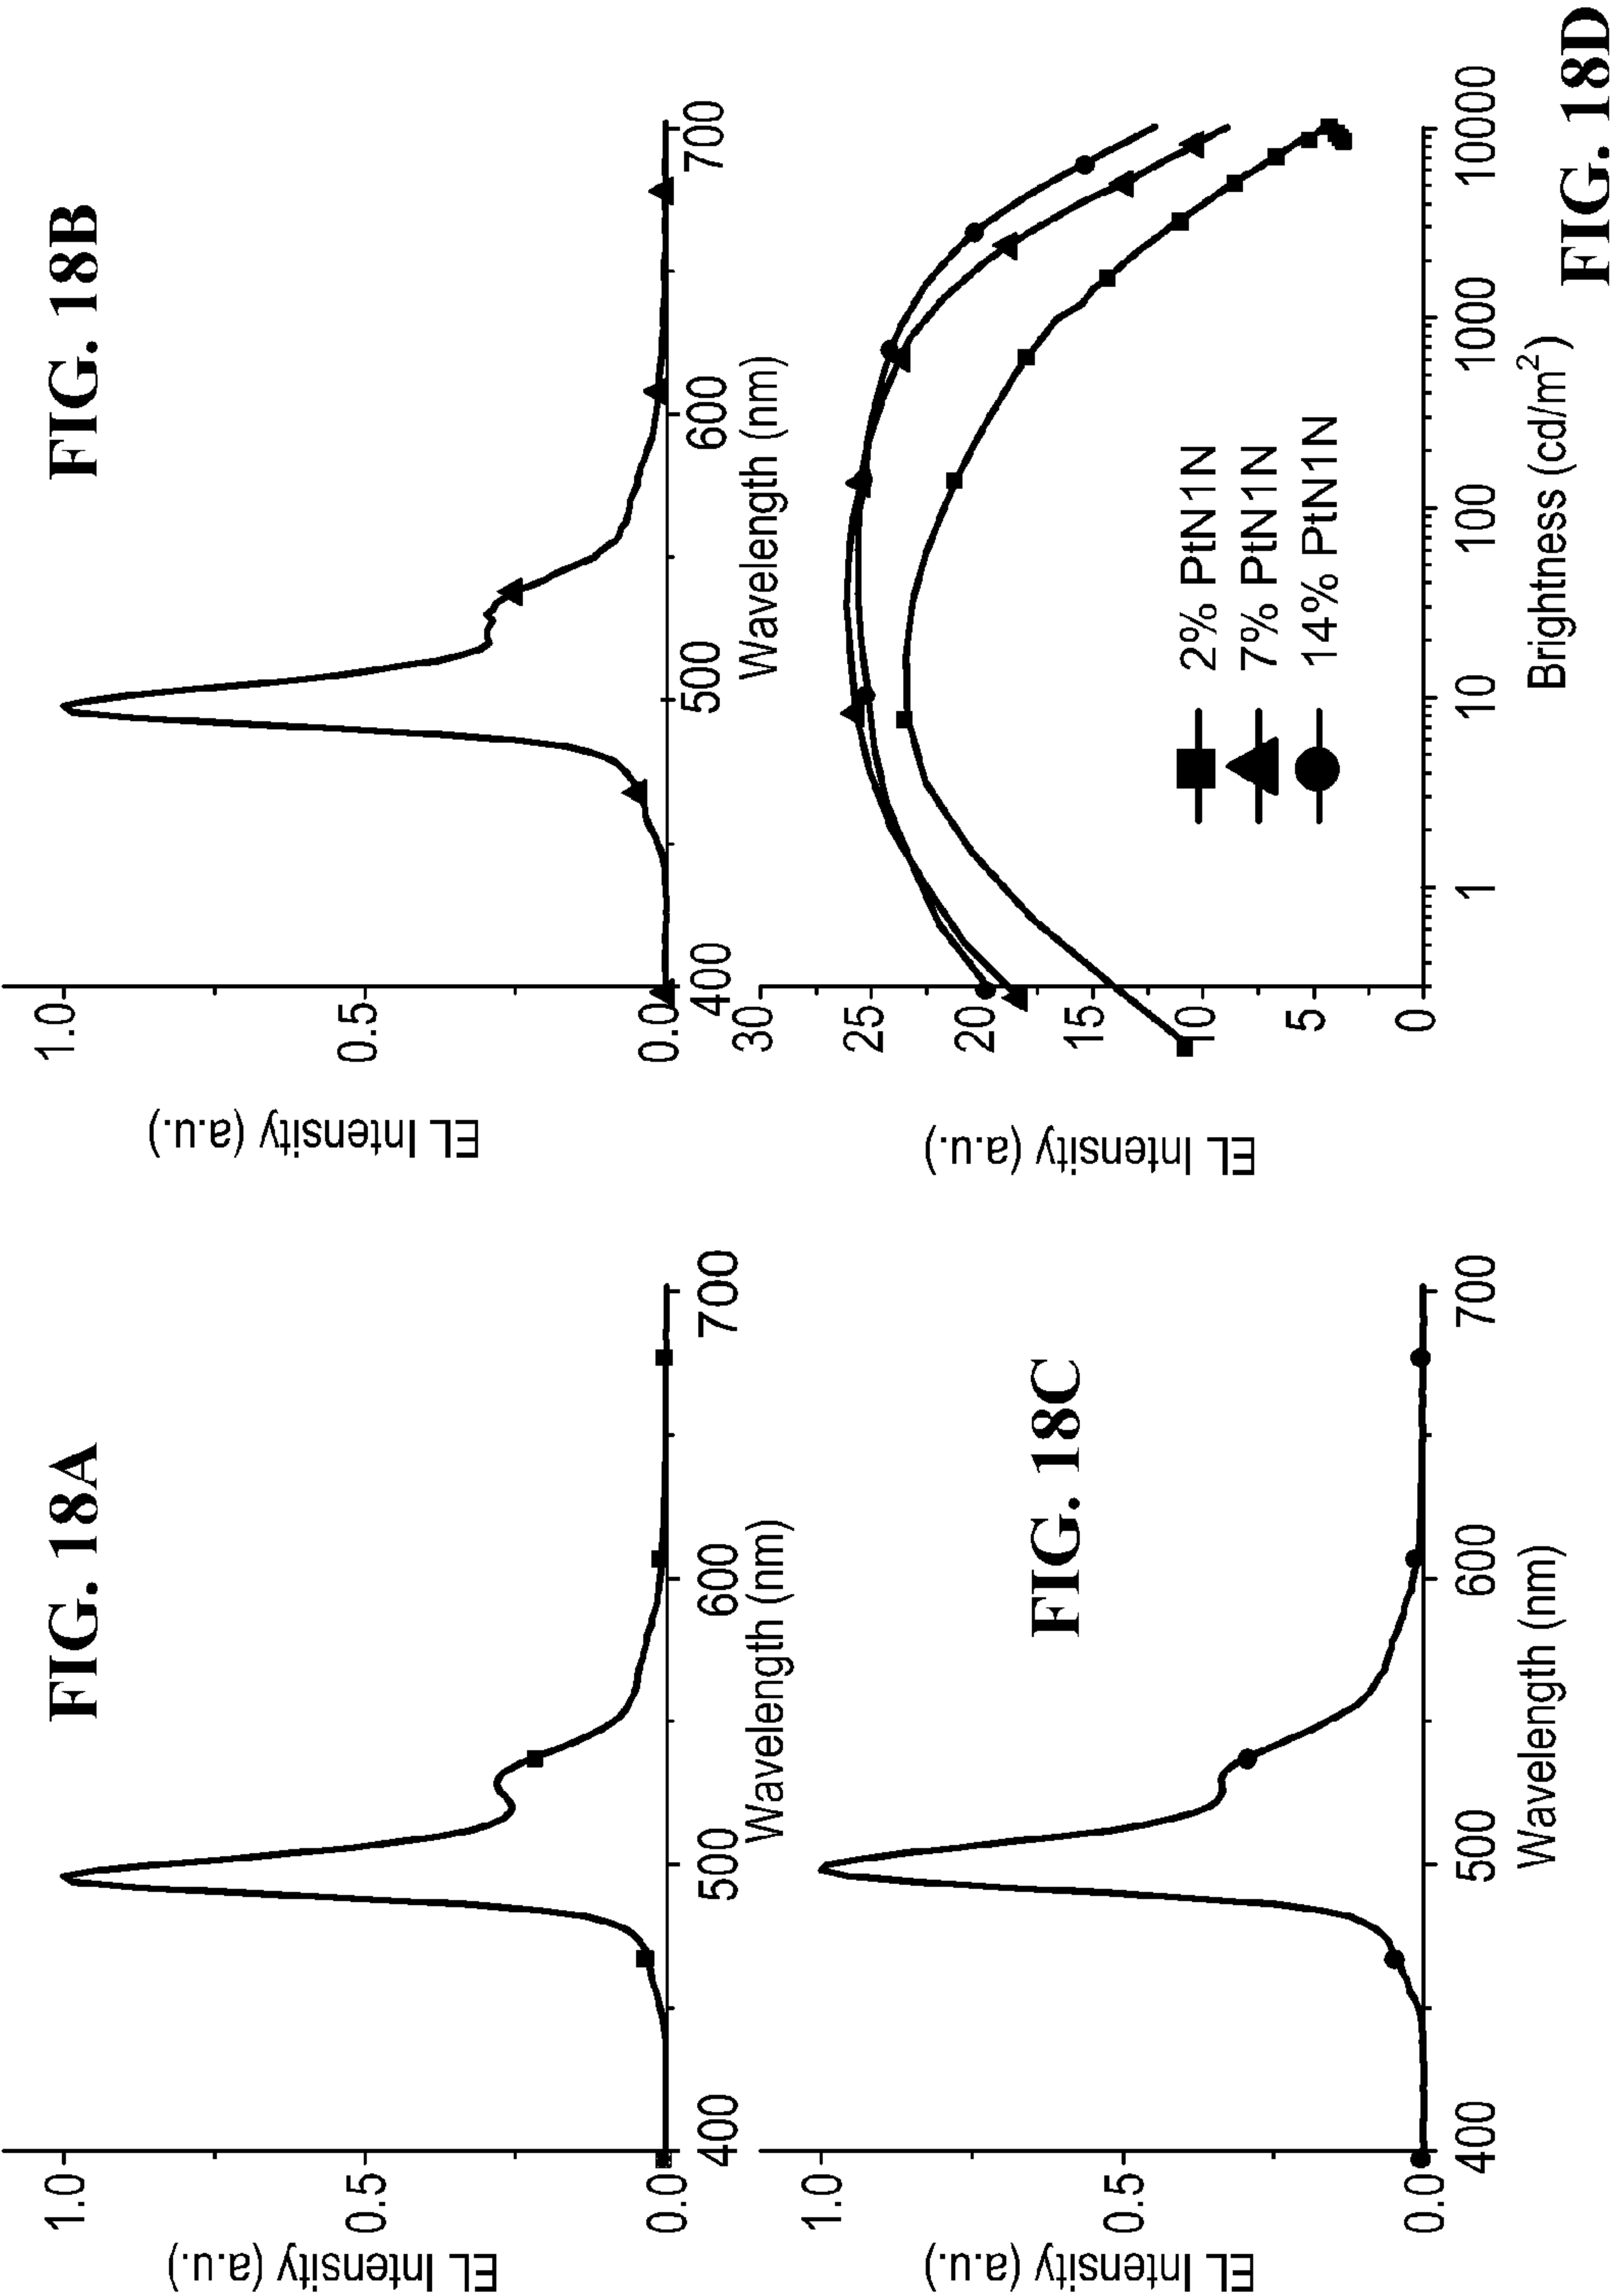 FIG. 18A
EL Intensity (a.u.)
1.0
0.5
0.0
400
500
600
700
Wavelength (nm)
FIG. 18B
EL Intensity (a.u.)
1.0
0.5
0.0
400
500
600
700
Wavelength (nm)
FIG. 18C
EL Intensity (a.u.)
1.0
0.5
0.0
400
500
600
700
Wavelength (nm)
EL Intensity (a.u.)
30
25
20
15
10
5
0
2% PtN1N
7% PtN1N
14% PtN1N
1
10
100
1000
10000
Brightness (cd/m²)
FIG. 18D